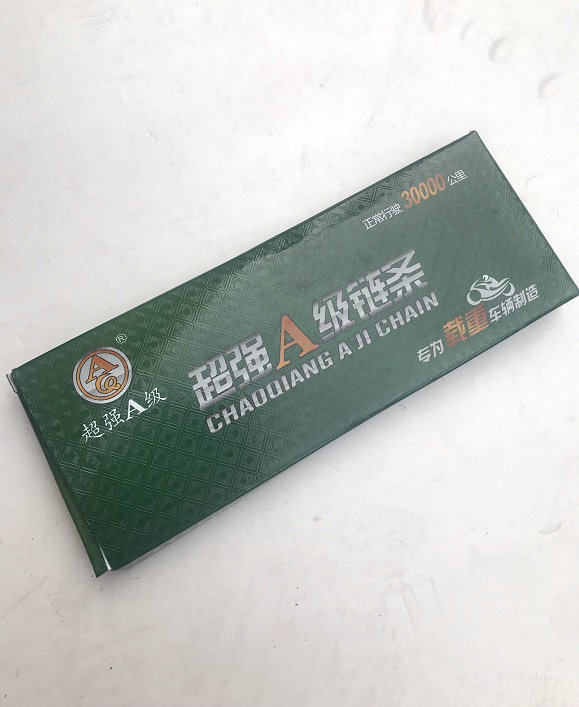 正常行驶30000公里
超强A级链条
CHAOQIANG A JI CHAIN
专为载重车辆制造
AQ
®
超强A级